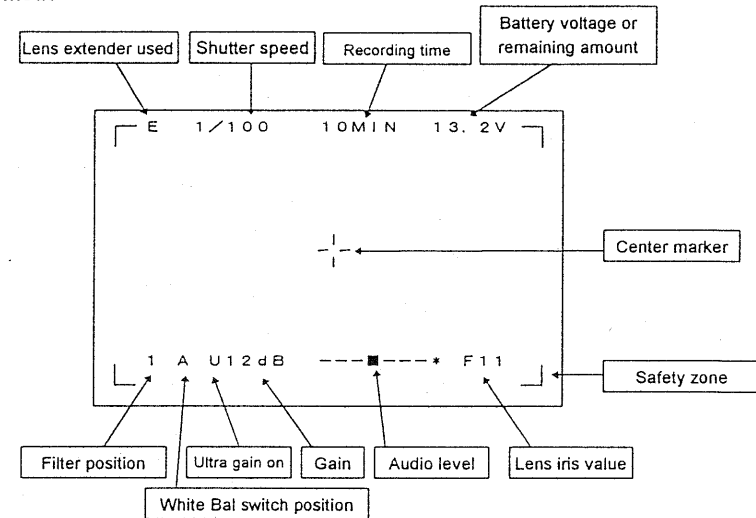 Lens extender used
Shutter speed
Recording time
Battery voltage or
remaining amount
E 1/100 10MIN 13.2V
Center marker
1 A U12dB ---■---* F11
Safety zone
Filter position
Ultra gain on
Gain
Audio level
Lens iris value
White Bal switch position